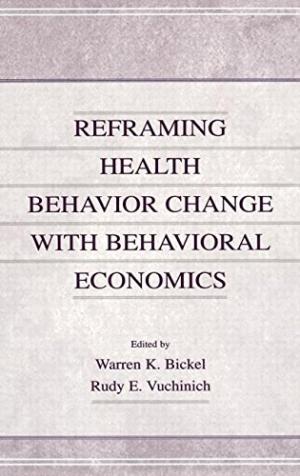 REFRAMING
HEALTH
BEHAVIOR CHANGE
WITH BEHAVIORAL
ECONOMICS
Edited by
Warren K. Bickel
Rudy E. Vuchinich